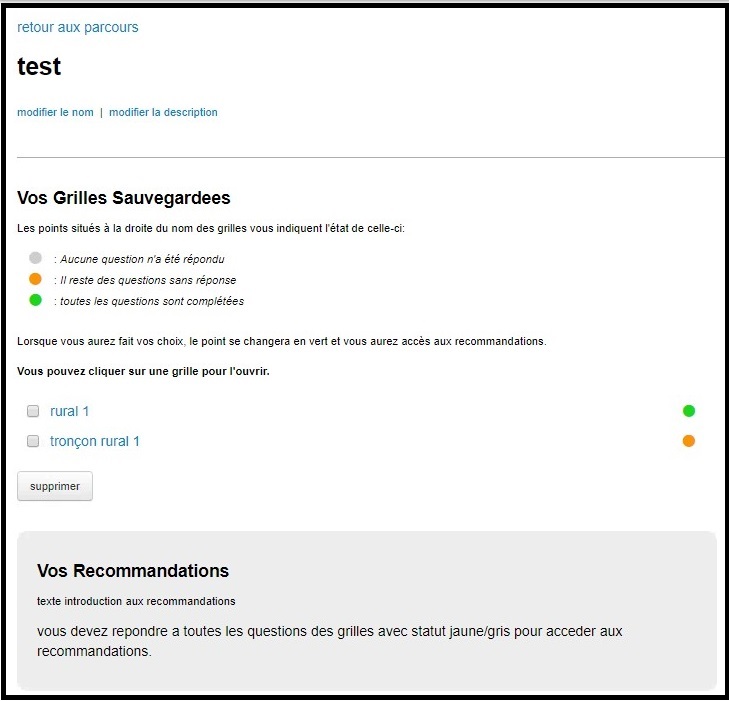 retour aux parcours
test
modifier le nom | modifier la description
Vos Grilles Sauvegardees
Les points situés à la droite du nom des grilles vous indiquent l'état de celle-ci:
: Aucune question n'a été répondu
: Il reste des questions sans réponse
: toutes les questions sont complétées
Lorsque vous aurez fait vos choix, le point se changera en vert et vous aurez accès aux recommandations.
Vous pouvez cliquer sur une grille pour l'ouvrir.
rural 1
tronçon rural 1
supprimer
Vos Recommandations
texte introduction aux recommandations
vous devez repondre a toutes les questions des grilles avec statut jaune/gris pour acceder aux
recommandations.